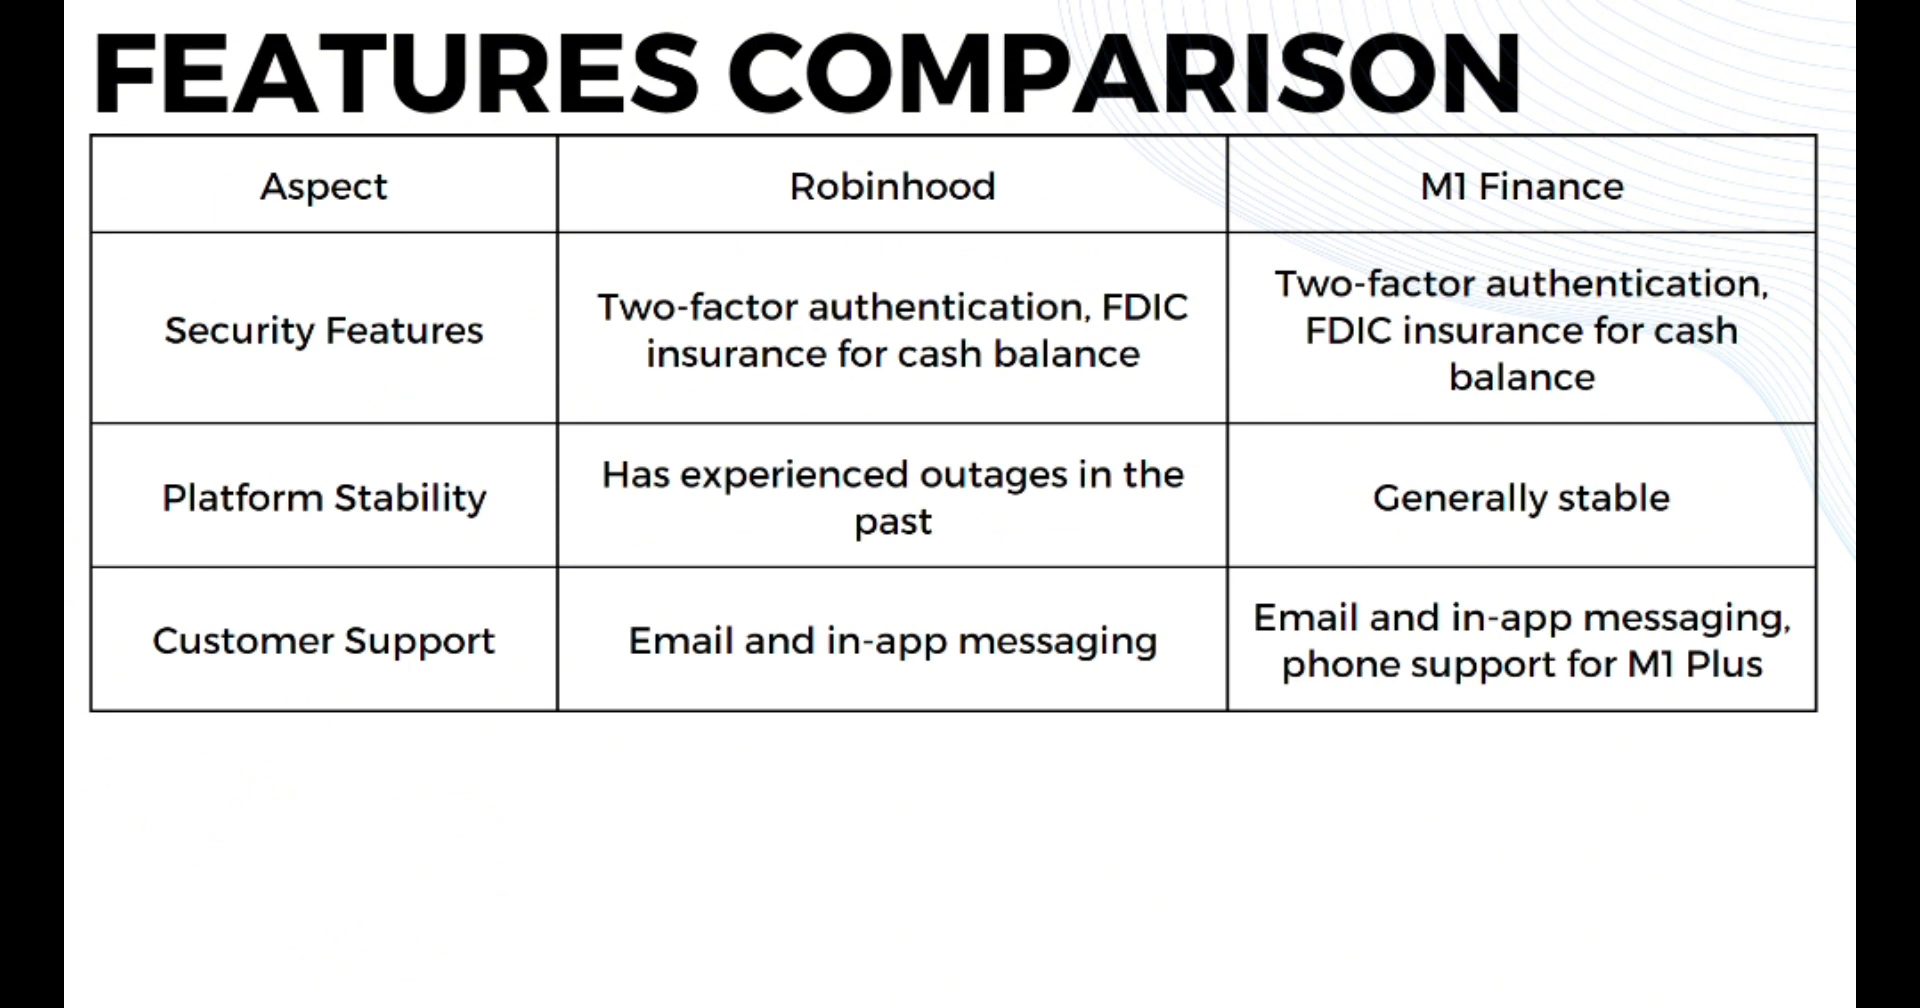 FEATURES COMPARISON
Aspect
Robinhood
M1 Finance
Security Features
Two-factor authentication, FDIC
insurance for cash balance
Two-factor authentication,
FDIC insurance for cash
balance
Platform Stability
Has experienced outages in the
past
Generally stable
Customer Support
Email and in-app messaging
Email and in-app messaging,
phone support for M1 Plus